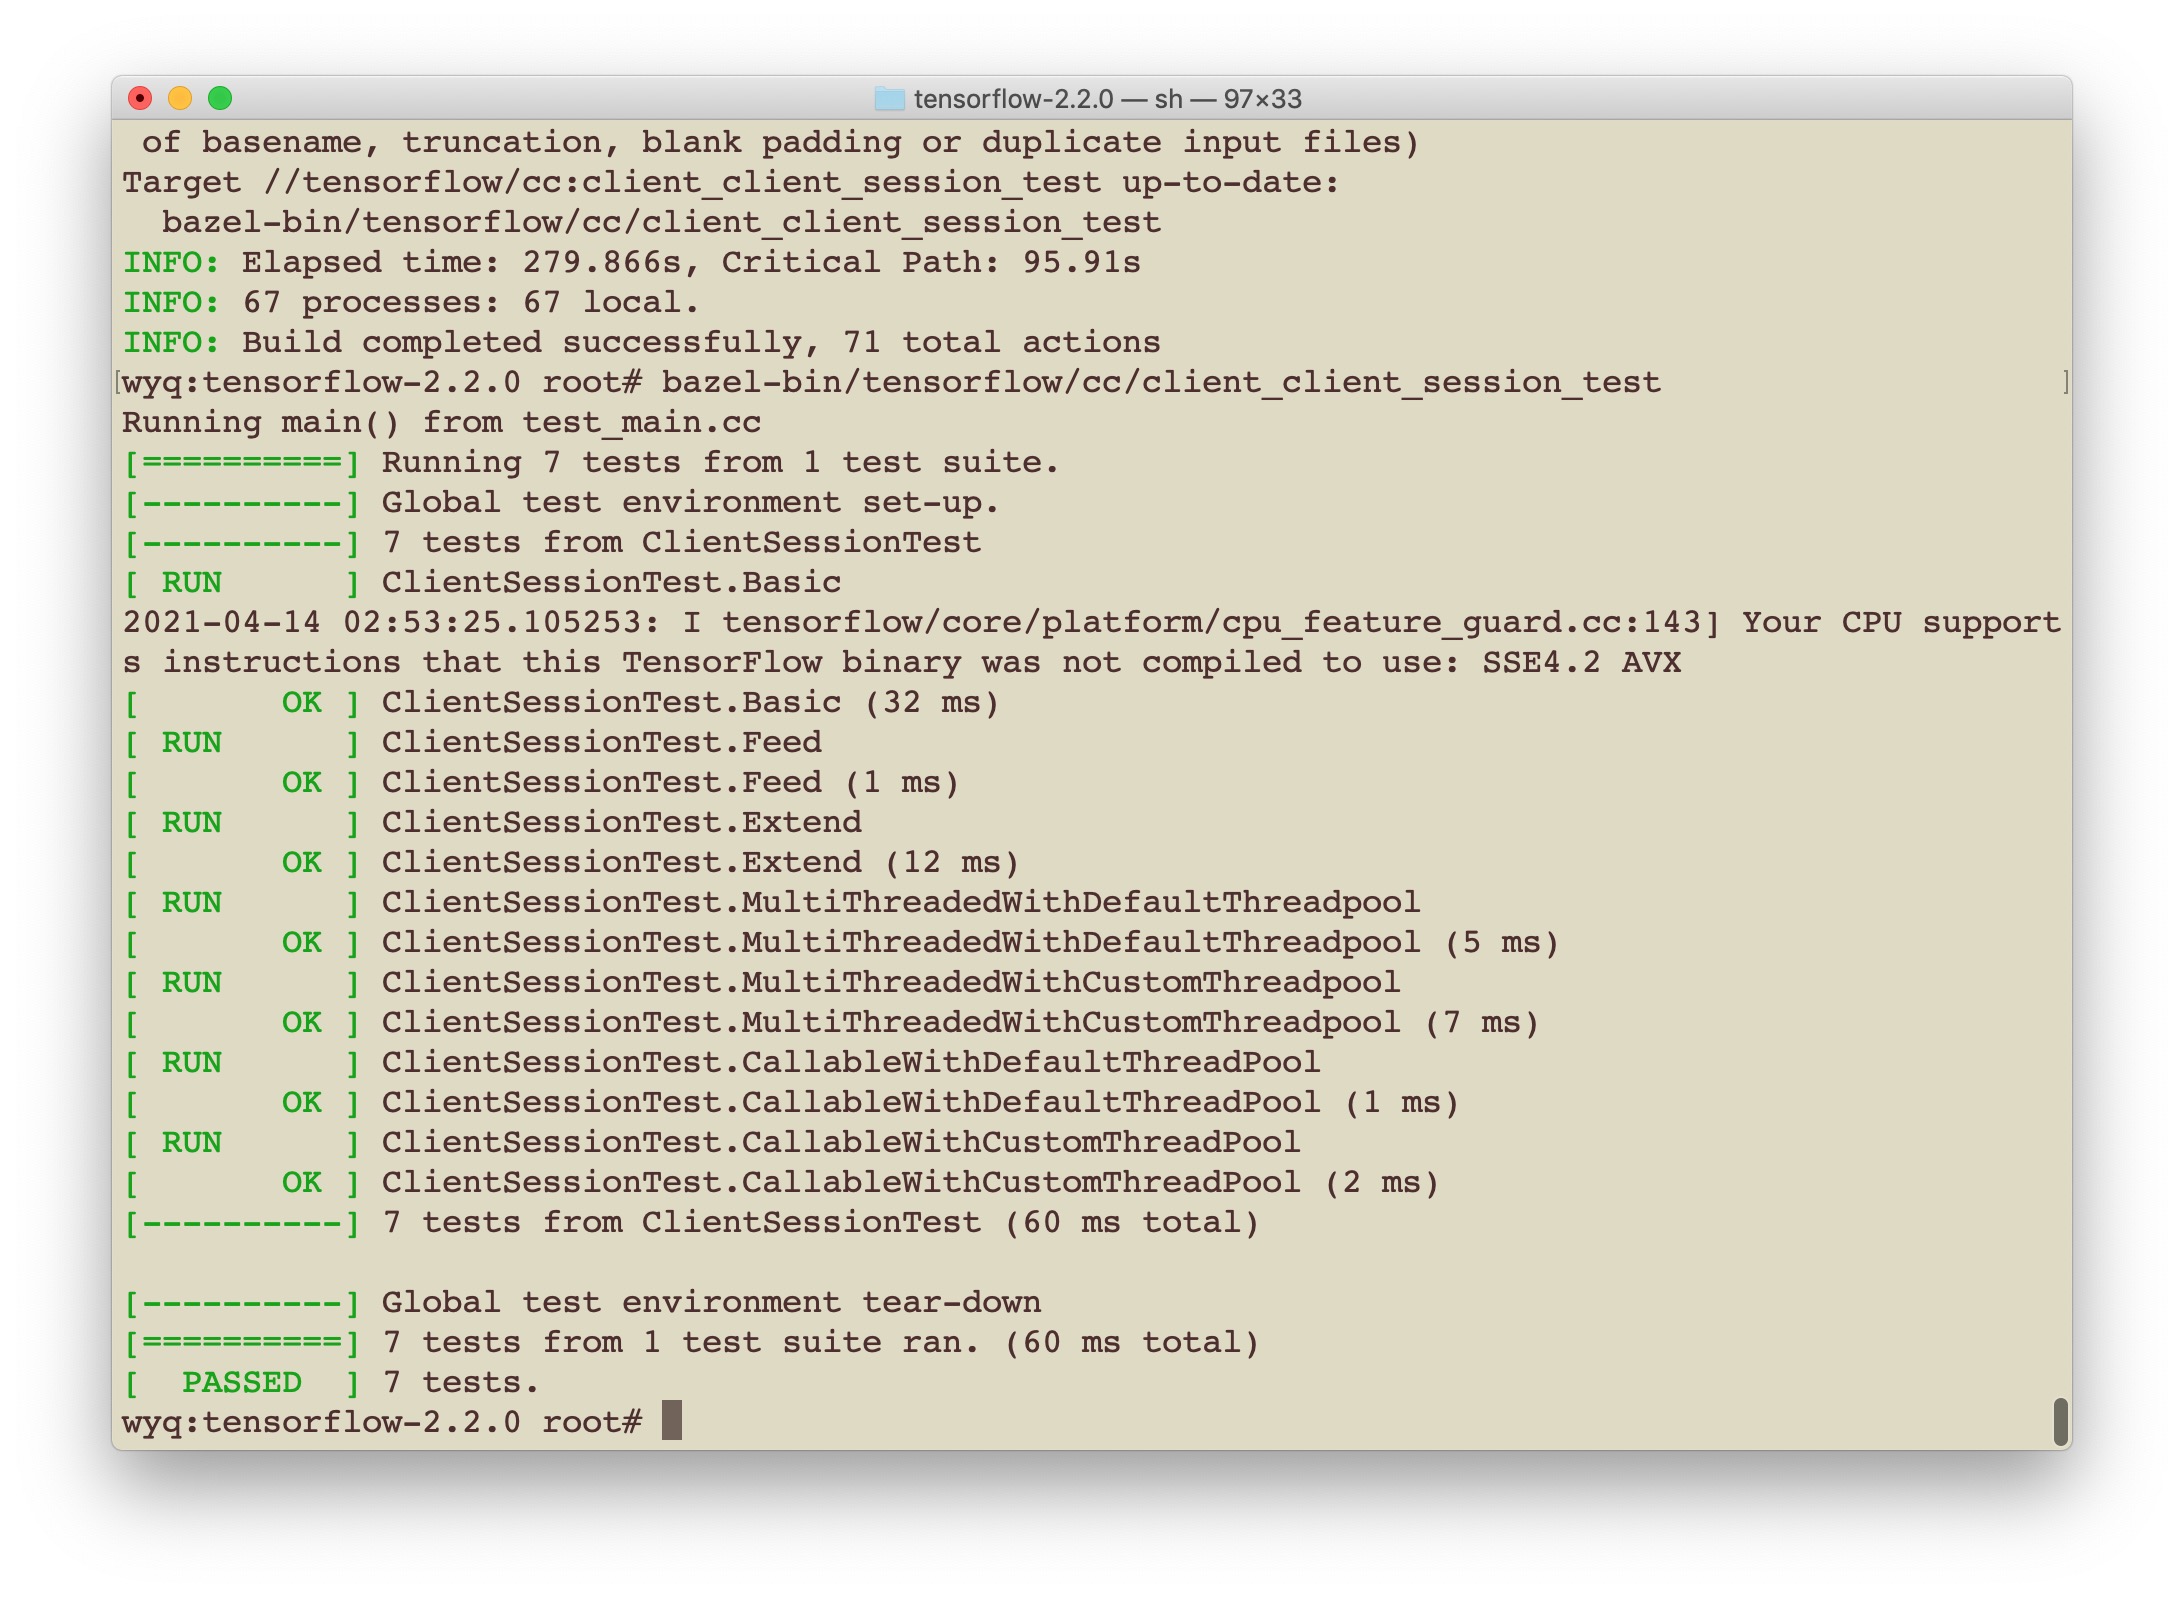 tensorflow-2.2.0 — sh — 97×33
 of basename, truncation, blank padding or duplicate input files)
Target //tensorflow/cc:client_client_session_test up-to-date:
  bazel-bin/tensorflow/cc/client_client_session_test
INFO: Elapsed time: 279.866s, Critical Path: 95.91s
INFO: 67 processes: 67 local.
INFO: Build completed successfully, 71 total actions
[wyq:tensorflow-2.2.0 root# bazel-bin/tensorflow/cc/client_client_session_test ]
Running main() from test_main.cc
[==========] Running 7 tests from 1 test suite.
[----------] Global test environment set-up.
[----------] 7 tests from ClientSessionTest
[ RUN      ] ClientSessionTest.Basic
2021-04-14 02:53:25.105253: I tensorflow/core/platform/cpu_feature_guard.cc:143] Your CPU support
s instructions that this TensorFlow binary was not compiled to use: SSE4.2 AVX
[       OK ] ClientSessionTest.Basic (32 ms)
[ RUN      ] ClientSessionTest.Feed
[       OK ] ClientSessionTest.Feed (1 ms)
[ RUN      ] ClientSessionTest.Extend
[       OK ] ClientSessionTest.Extend (12 ms)
[ RUN      ] ClientSessionTest.MultiThreadedWithDefaultThreadpool
[       OK ] ClientSessionTest.MultiThreadedWithDefaultThreadpool (5 ms)
[ RUN      ] ClientSessionTest.MultiThreadedWithCustomThreadpool
[       OK ] ClientSessionTest.MultiThreadedWithCustomThreadpool (7 ms)
[ RUN      ] ClientSessionTest.CallableWithDefaultThreadPool
[       OK ] ClientSessionTest.CallableWithDefaultThreadPool (1 ms)
[ RUN      ] ClientSessionTest.CallableWithCustomThreadPool
[       OK ] ClientSessionTest.CallableWithCustomThreadPool (2 ms)
[----------] 7 tests from ClientSessionTest (60 ms total)

[----------] Global test environment tear-down
[==========] 7 tests from 1 test suite ran. (60 ms total)
[  PASSED  ] 7 tests.
wyq:tensorflow-2.2.0 root#